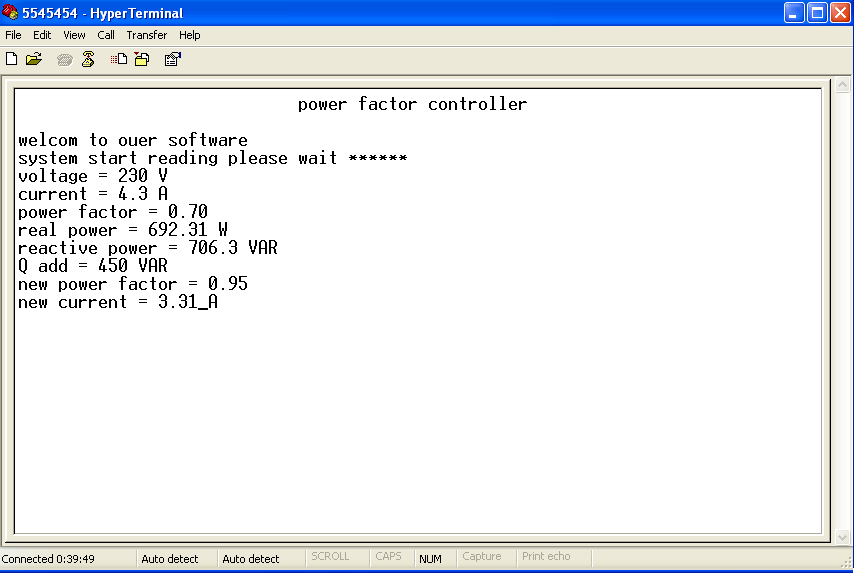 5545454 - HyperTerminal
File Edit View Call Transfer Help
power factor controller
welcom to ouer software
system start reading please wait ******
voltage = 230 V
current = 4.3 A
power factor = 0.70
real power = 692.31 W
reactive power = 706.3 VAR
Q add = 450 VAR
new power factor = 0.95
new current = 3.31_A
Connected 0:39:49 Auto detect Auto detect SCROLL CAPS NUM Capture Print echo